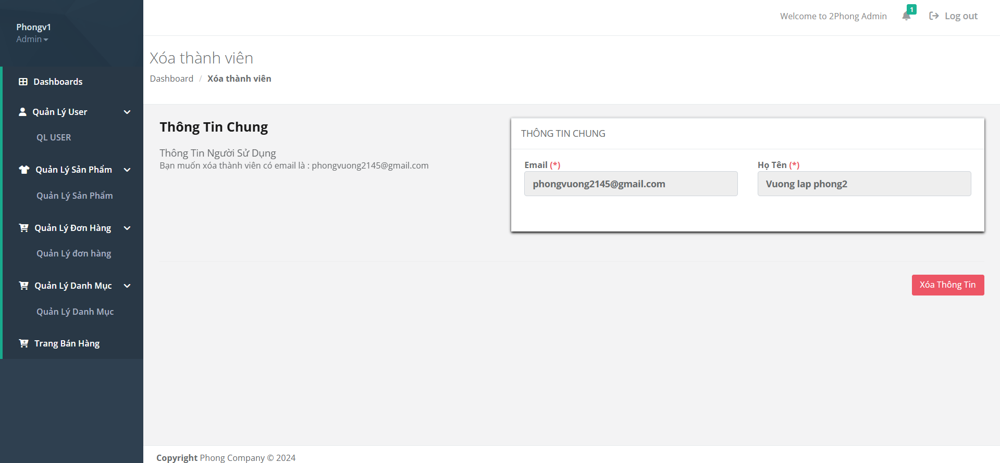 Phongv1
Admin
Dashboards
Quản Lý User
QL USER
Quản Lý Sản Phẩm
Quản Lý Sản Phẩm
Quản Lý Đơn Hàng
Quản Lý đơn hàng
Quản Lý Danh Mục
Quản Lý Danh Mục
Trang Bán Hàng
Welcome to 2Phong Admin
1
Log out
Xóa thành viên
Dashboard / Xóa thành viên
Thông Tin Chung
Thông Tin Người Sử Dụng
Bạn muốn xóa thành viên có email là : phongvuong2145@gmail.com
THÔNG TIN CHUNG
Email (*)
phongvuong2145@gmail.com
Họ Tên (*)
Vuong lap phong2
Xóa Thông Tin
Copyright Phong Company © 2024